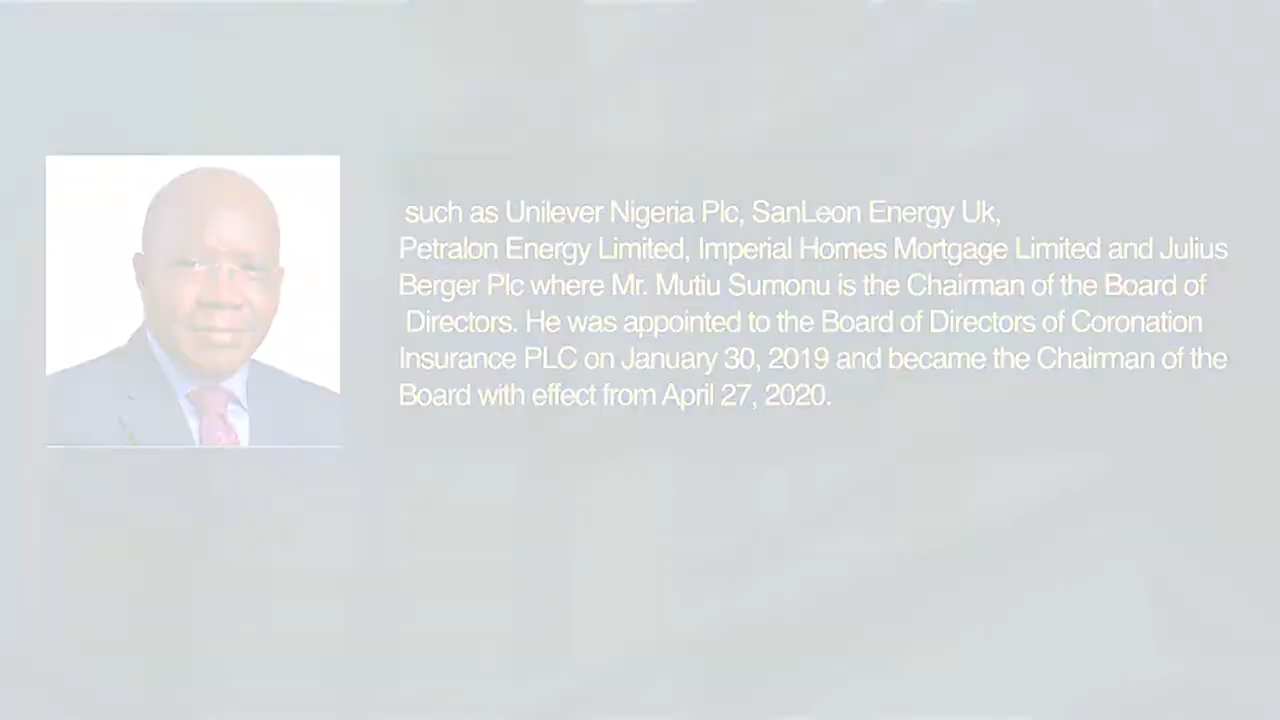 such as Unilever Nigeria Plc, SanLeon Energy Uk,
Petralon Energy Limited, Imperial Homes Mortgage Limited and Julius
Berger Plc where Mr. Mutiu Sumonu is the Chairman of the Board of
Directors. He was appointed to the Board of Directors of Coronation
Insurance PLC on January 30, 2019 and became the Chairman of the
Board with effect from April 27, 2020.